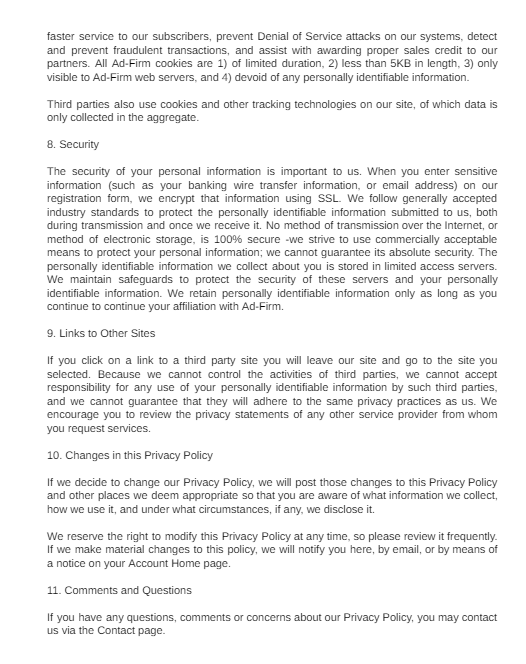 faster service to our subscribers, prevent Denial of Service attacks on our systems, detect
and prevent fraudulent transactions, and assist with awarding proper sales credit to our
partners. All Ad-Firm cookies are 1) of limited duration, 2) less than 5KB in length, 3) only
visible to Ad-Firm web servers, and 4) devoid of any personally identifiable information.
Third parties also use cookies and other tracking technologies on our site, of which data is
only collected in the aggregate.
8. Security
The security of your personal information is important to us. When you enter sensitive
information (such as your banking wire transfer information, or email address) on our
registration form, we encrypt that information using SSL. We follow generally accepted
industry standards to protect the personally identifiable information submitted to us, both
during transmission and once we receive it. No method of transmission over the Internet, or
method of electronic storage, is 100% secure -we strive to use commercially acceptable
means to protect your personal information; we cannot guarantee its absolute security. The
personally identifiable information we collect about you is stored in limited access servers.
We maintain safeguards to protect the security of these servers and your personally
identifiable information. We retain personally identifiable information only as long as you
continue to continue your affiliation with Ad-Firm.
9. Links to Other Sites
If you click on a link to a third party site you will leave our site and go to the site you
selected. Because we cannot control the activities of third parties, we cannot accept
responsibility for any use of your personally identifiable information by such third parties,
and we cannot guarantee that they will adhere to the same privacy practices as us. We
encourage you to review the privacy statements of any other service provider from whom
you request services.
10. Changes in this Privacy Policy
If we decide to change our Privacy Policy, we will post those changes to this Privacy Policy
and other places we deem appropriate so that you are aware of what information we collect,
how we use it, and under what circumstances, if any, we disclose it.
We reserve the right to modify this Privacy Policy at any time, so please review it frequently.
If we make material changes to this policy, we will notify you here, by email, or by means of
a notice on your Account Home page.
11. Comments and Questions
If you have any questions, comments or concerns about our Privacy Policy, you may contact
us via the Contact page.